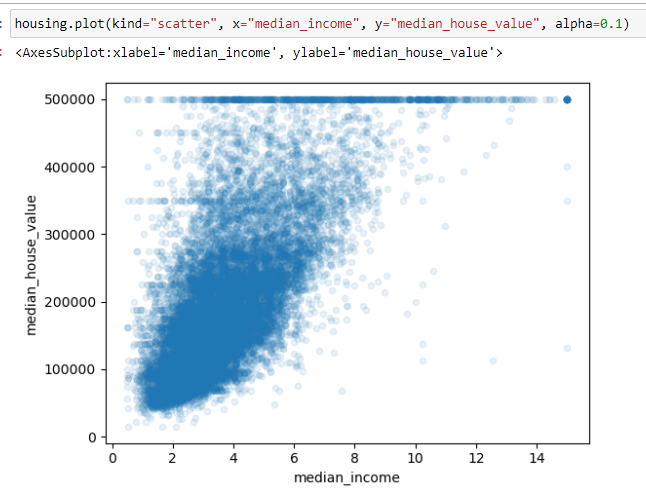 : housing.plot(kind="scatter", x="median_income", y="median_house_value", alpha=0.1)
: <AxesSubplot:xlabel='median_income', ylabel='median_house_value'>
500000
400000
300000
200000
100000
0
median_house_value
0 2 4 6 8 10 12 14
median_income